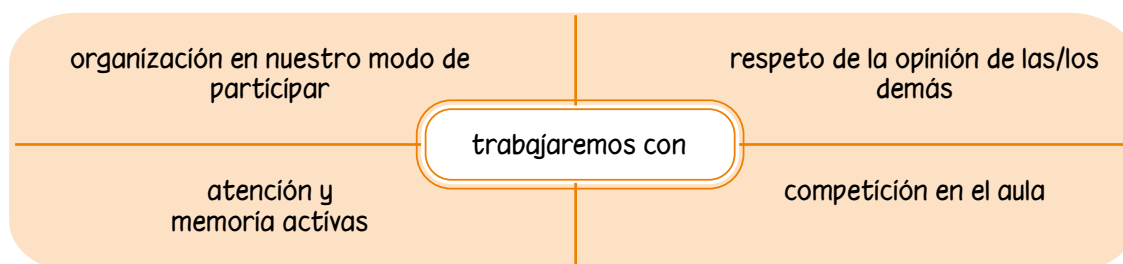 organización en nuestro modo de
participar
respeto de la opinión de las/los
demás
trabajaremos con
atención y
memoria activas
competición en el aula